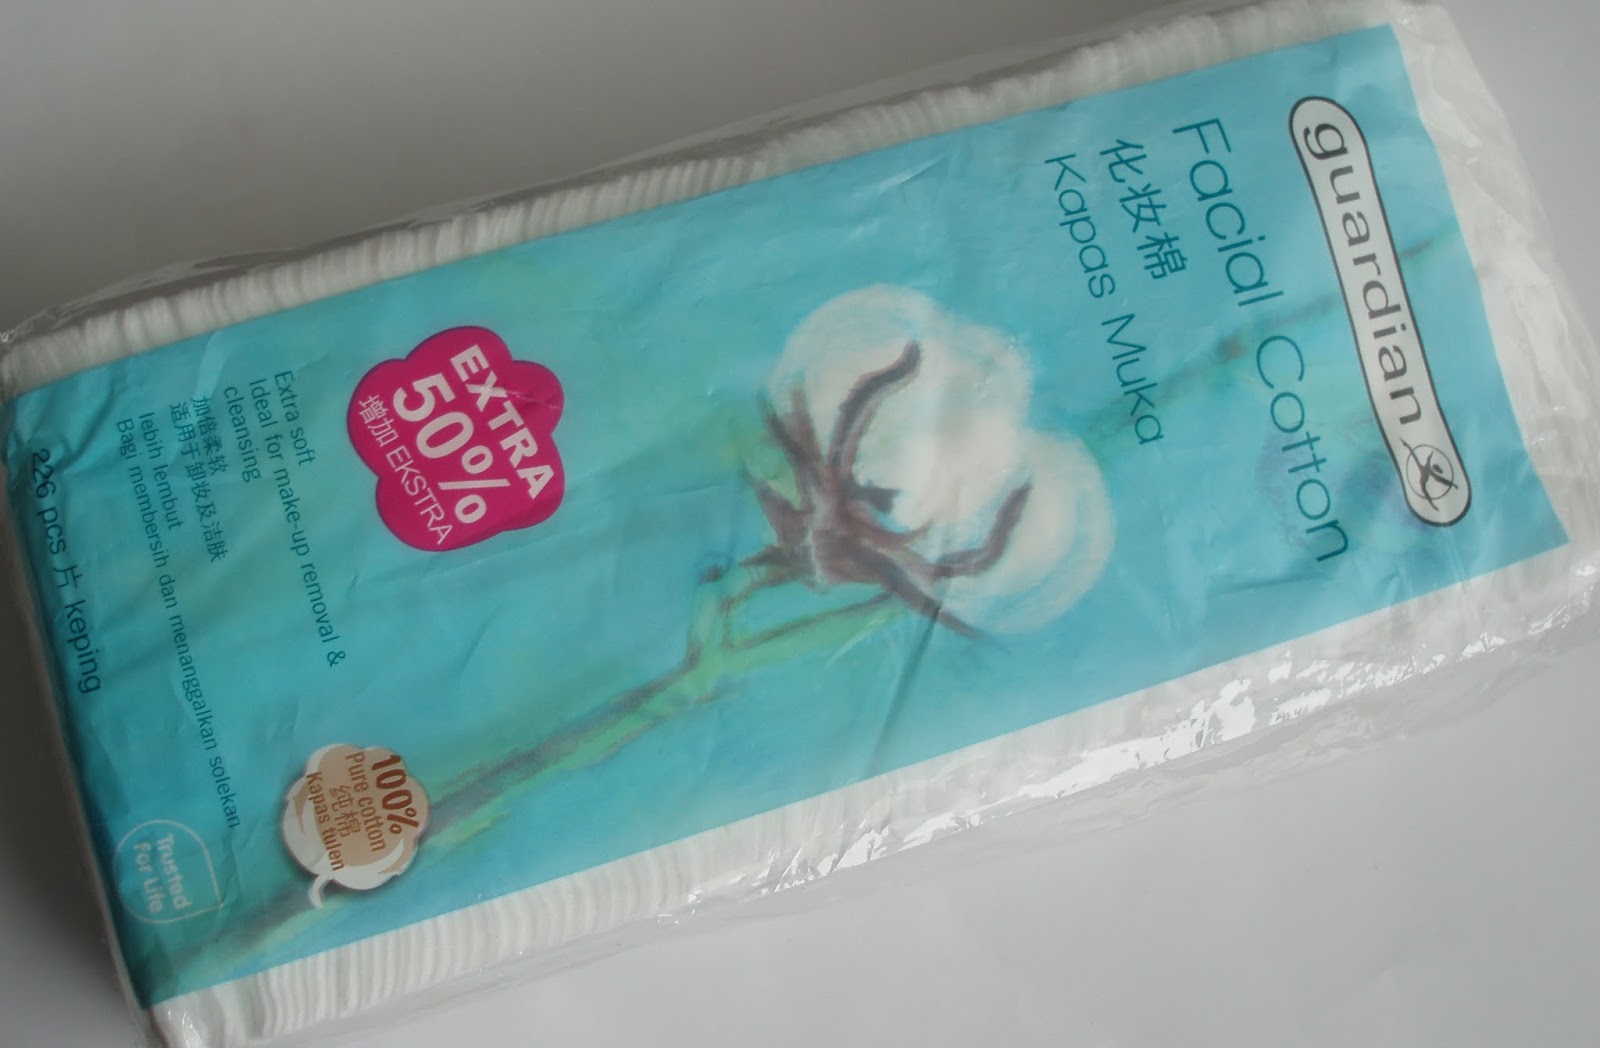 guardian
Facial Cotton
化妆棉
Kapas Muka
EXTRA
50%
增加 EKSTRA
Extra soft
Ideal for make-up removal &
cleansing
加倍柔软
适用于卸妆及洁肤
lebih lembut
Bagi membersih dan menanggalkan solekan
226 pcs 片 keping
100%
Pure cotton
纯棉
Kapas tulen
Trusted
For Life